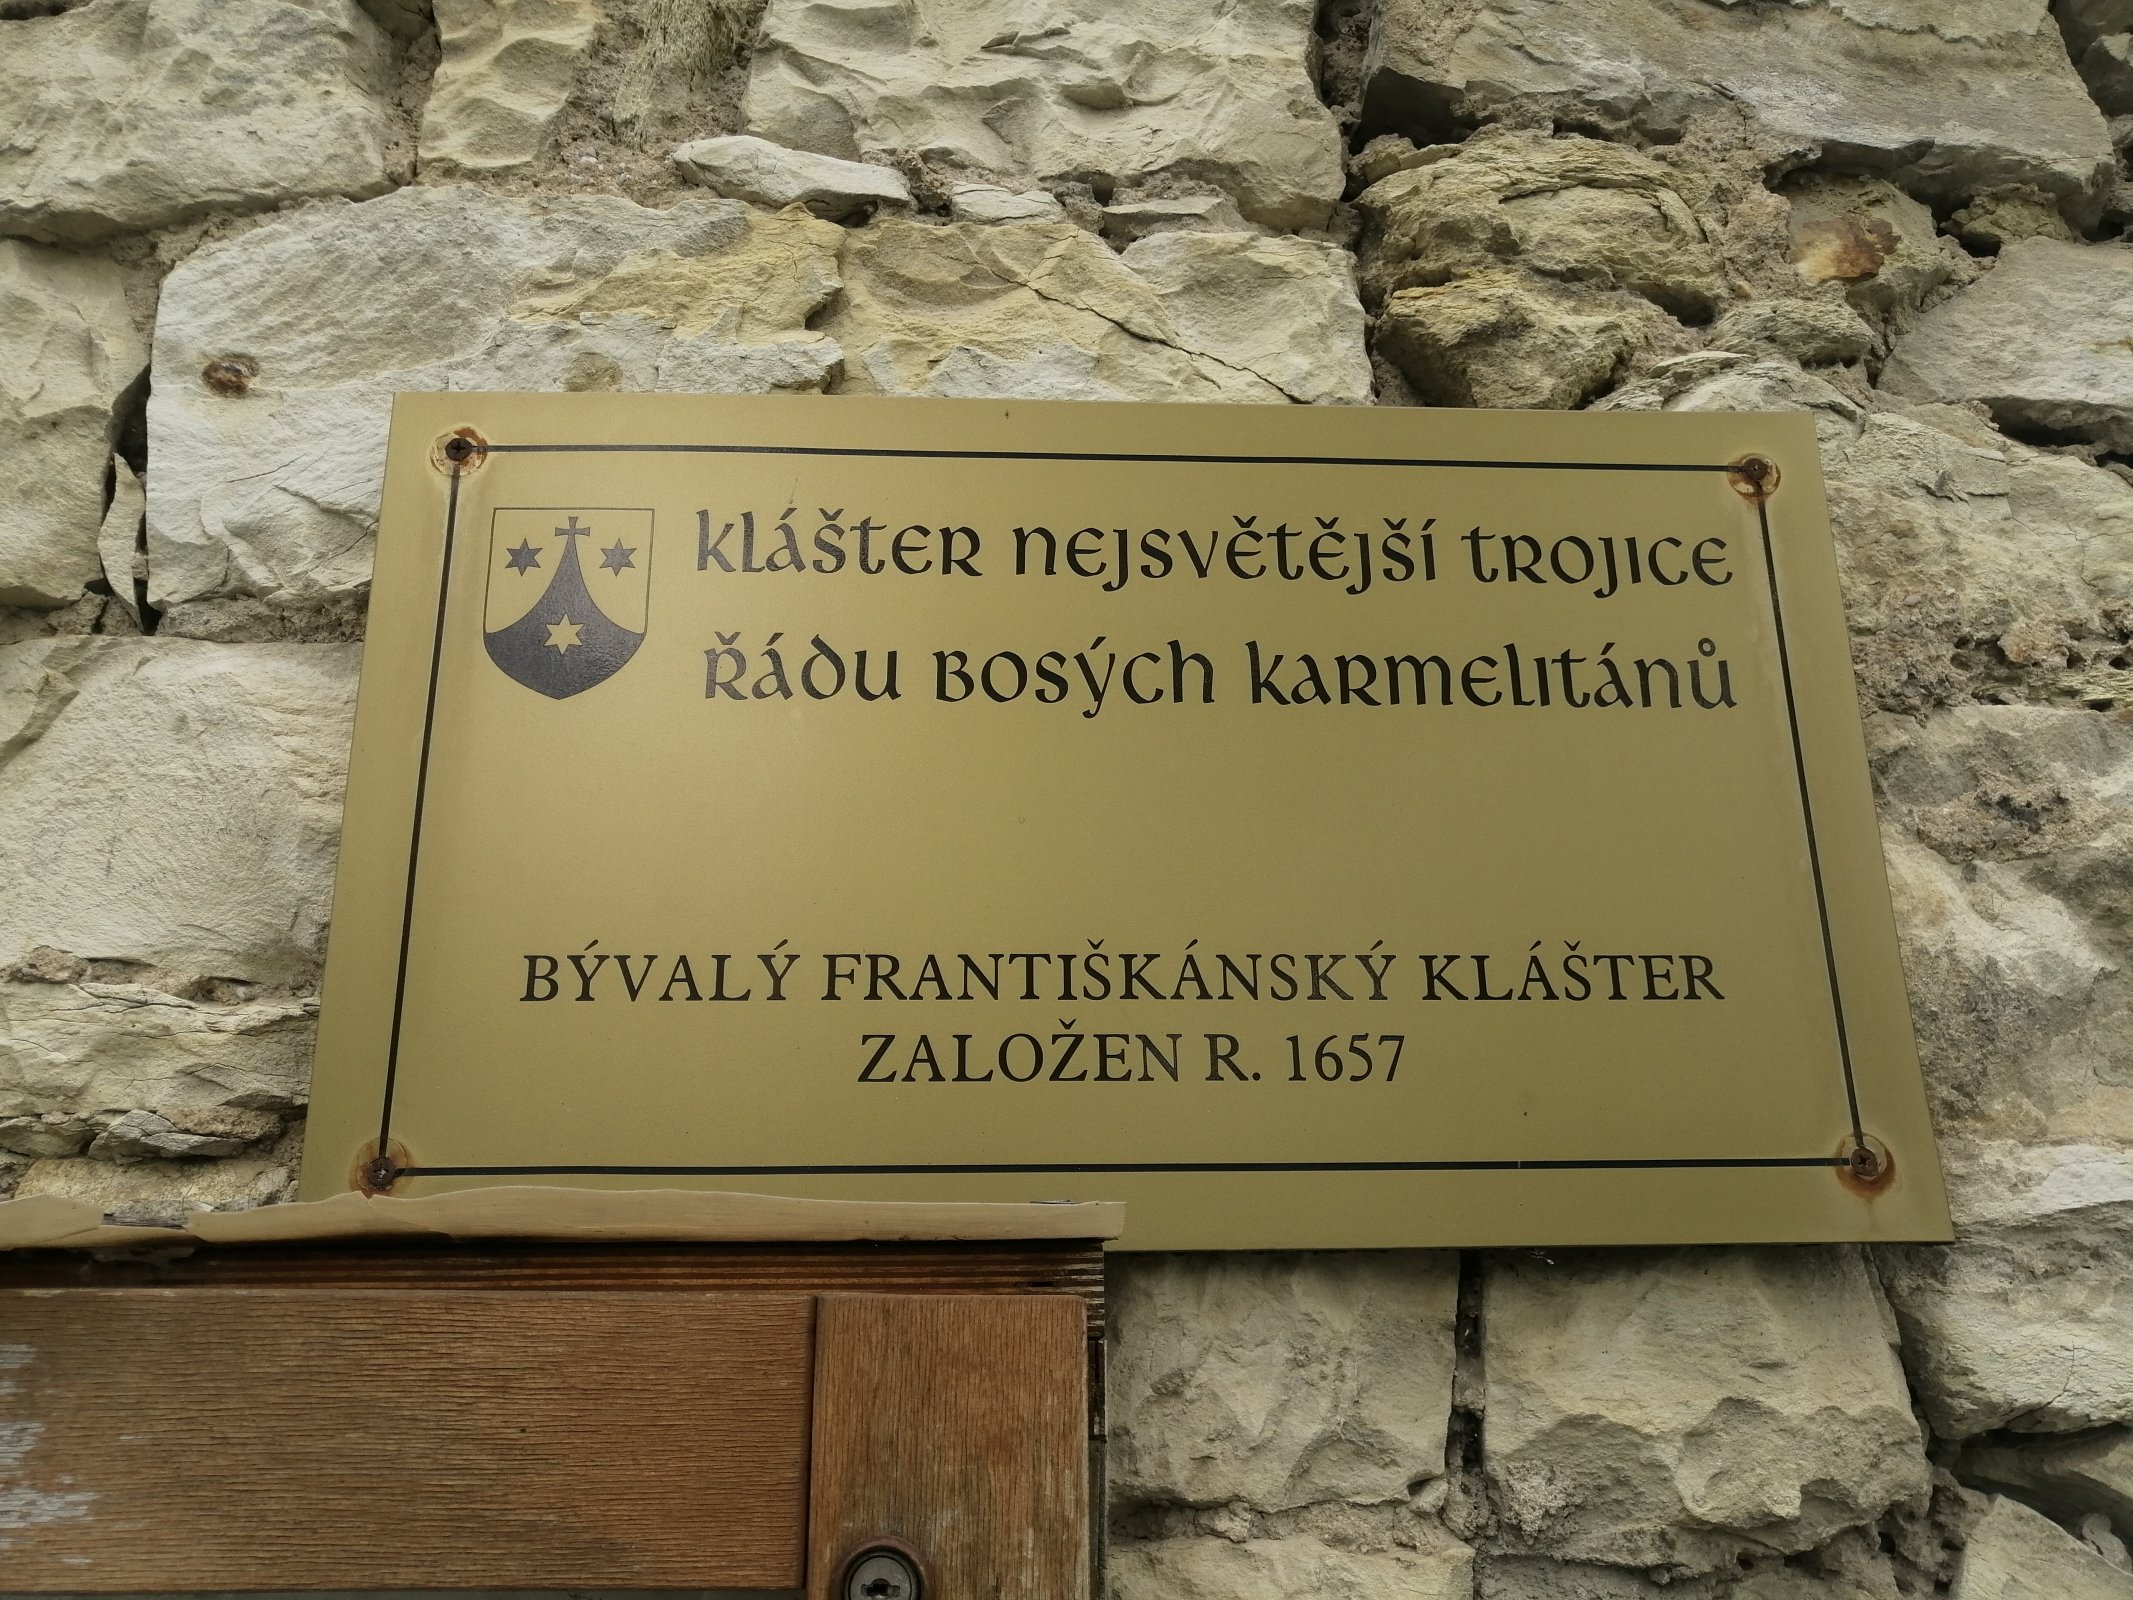 klášter nejsvětější trojice
řádu bosých karmelitánů
BÝVALÝ FRANTIŠKÁNSKÝ KLÁŠTER
ZALOŽEN R. 1657